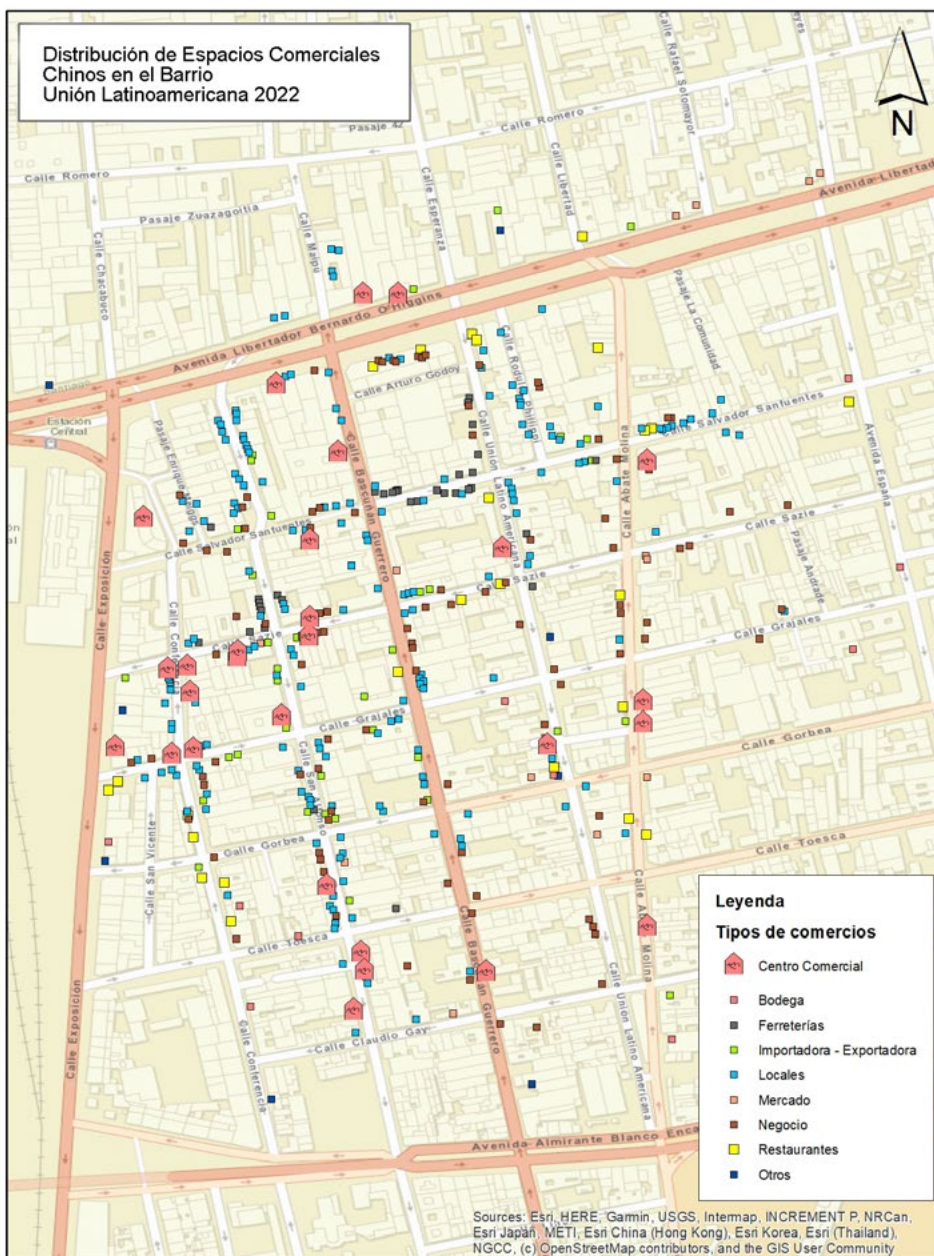 Distribución de Espacios Comerciales
Chinos en el Barrio
Unión Latinoamericana 2022
N
Calle Rafael Sotomayor
Pasaje 42
Calle Romero
Calle Romero
Avenida Libertad
Pasaje Zuazagoitia
Calle Esperanza
Calle Libertad
Calle Maipú
Calle Chacabuco
Pasaje La Comunidad
Avenida Libertador Bernardo O'Higgins
Calle Arturo Godoy
Santiago
Estación
Central
Pasaje Enrique Meiggs
Calle Salvador Sanfuentes
Calle Unión Latino Americana
Calle Abate Molina
Avenida España
Calle Bascuñán Guerrero
Calle Salvador Sanfuentes
Calle Sazie
Pasaje Andrade
Calle Exposición
Calle Grajales
Calle Grajales
Calle Gorbea
Calle San Alfonso
Calle San Vicente
Calle Gorbea
Calle Toesca
Calle Toesca
Calle Exposición
Calle Claudio Gay
Calle Conferencia
Calle Unión Latino Americana
Avenida Almirante Blanco Enca
Leyenda
Tipos de comercios
Centro Comercial
Bodega
Ferreterías
Importadora - Exportadora
Locales
Mercado
Negocio
Restaurantes
Otros
Sources: Esri, HERE, Garmin, USGS, Intermap, INCREMENT P, NRCan,
Esri Japan, METI, Esri China (Hong Kong), Esri Korea, Esri (Thailand),
NGCC, (c) OpenStreetMap contributors, and the GIS User Community